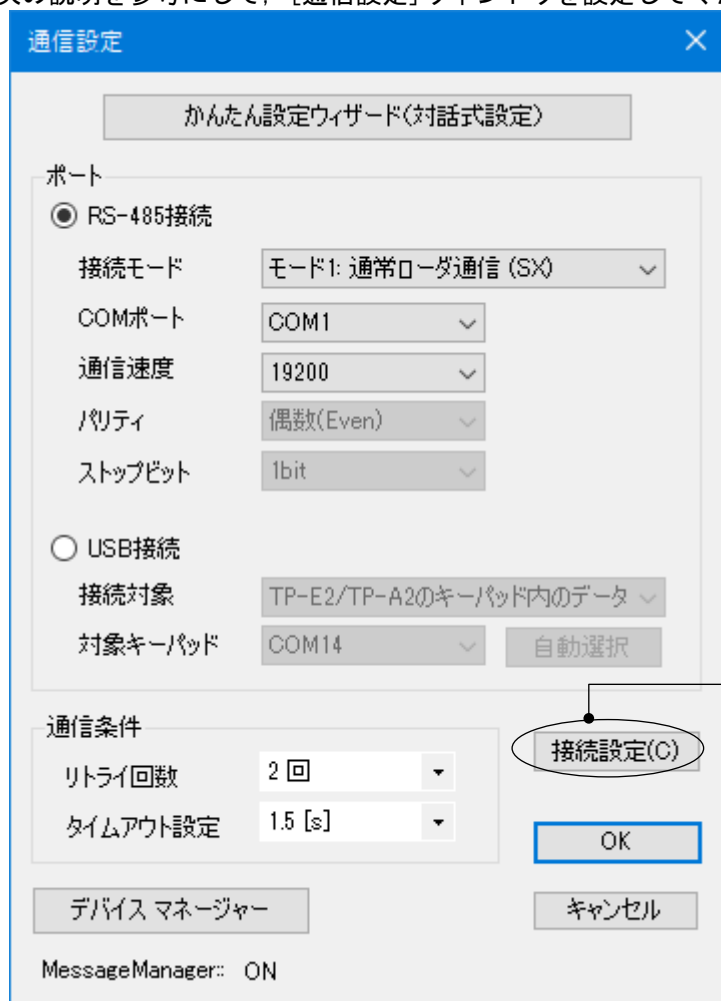 通信設定
かんたん設定ウィザード(対話式設定)
ポート
RS-485接続
接続モード モード1: 通常ローダ通信 (SX)
COMポート COM1
通信速度 19200
パリティ 偶数(Even)
ストップビット 1bit
USB接続
接続対象 TP-E2/TP-A2のキーパッド内のデータ
対象キーパッド COM14 自動選択
通信条件
接続設定(C)
リトライ回数 2 回
タイムアウト設定 1.5 [s]
OK
デバイス マネージャー キャンセル
MessageManager:: ON